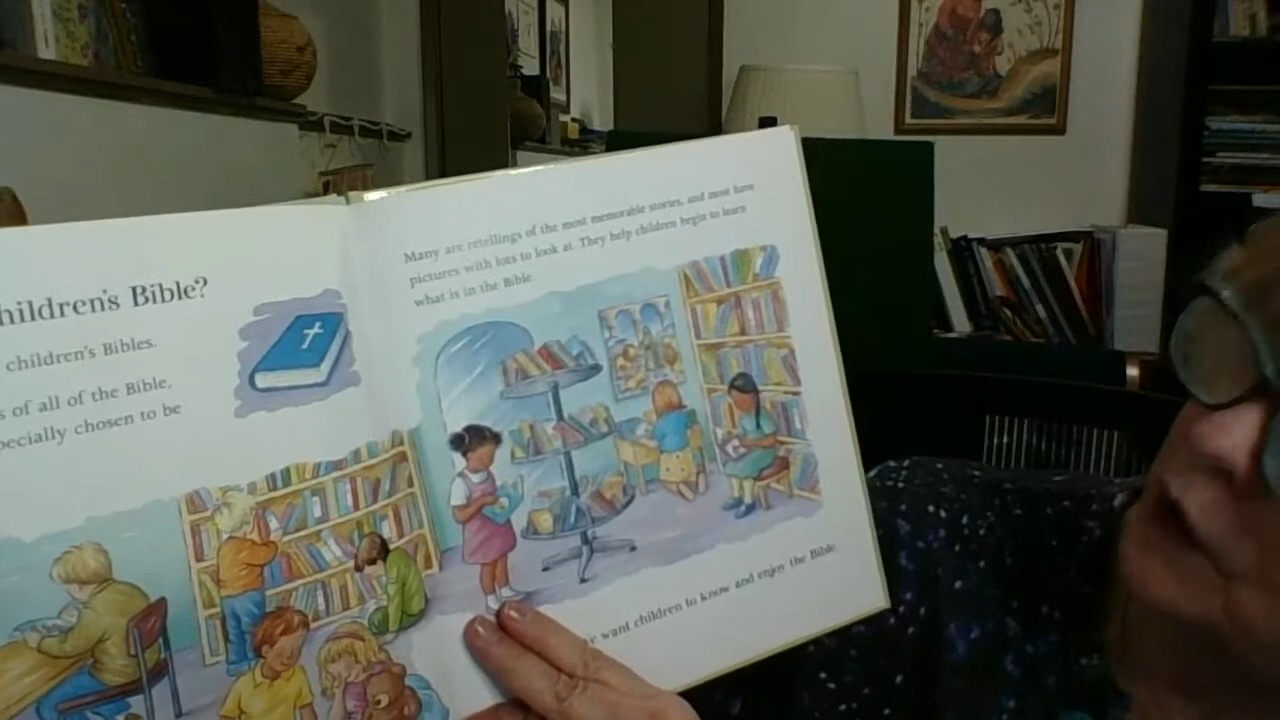 hildren's Bible?
children's Bibles.
s of all of the Bible,
pecially chosen to be
Many are retellings of the most memorable stories, and most have
pictures with lots to look at. They help children begin to learn
what is in the Bible.
e want children to know and enjoy the Bible.